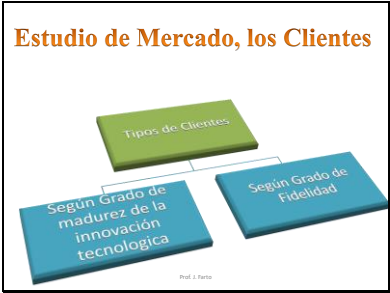 Estudio de Mercado, los Clientes
Tipos de Clientes
Según Grado de
madurez de la
innovación
tecnologica
Según Grado de
Fidelidad
Prof. J. Farto